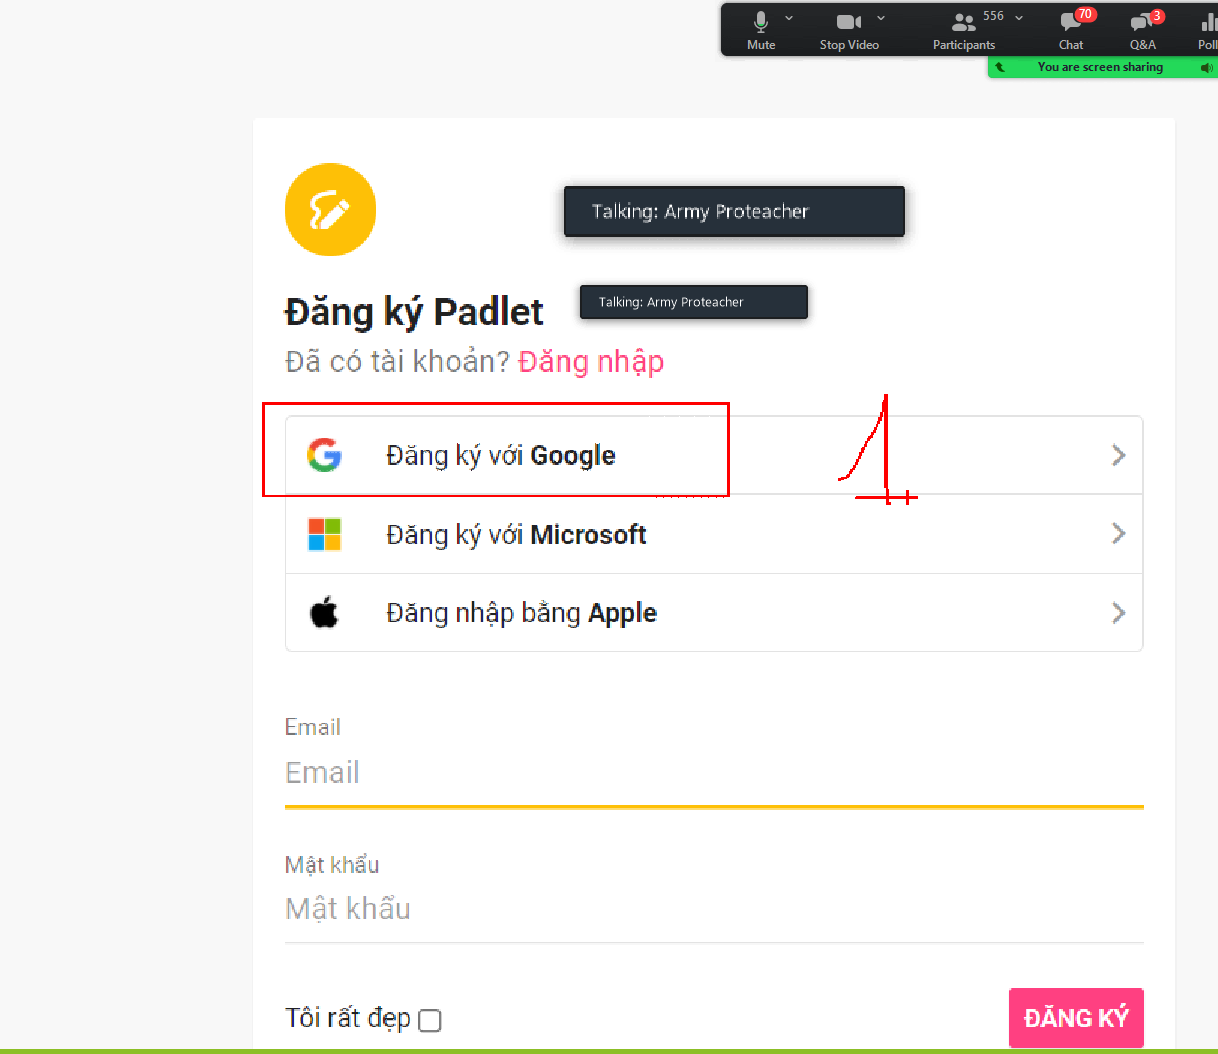 556
70
3
Mute
Stop Video
Participants
Chat
Q&A
Poll
You are screen sharing
Talking: Army Proteacher
Đăng ký Padlet
Talking: Army Proteacher
Đã có tài khoản? Đăng nhập
Đăng ký với Google
1
Đăng ký với Microsoft
Đăng nhập bằng Apple
Email
Email
Mật khẩu
Mật khẩu
Tôi rất đẹp
ĐĂNG KÝ